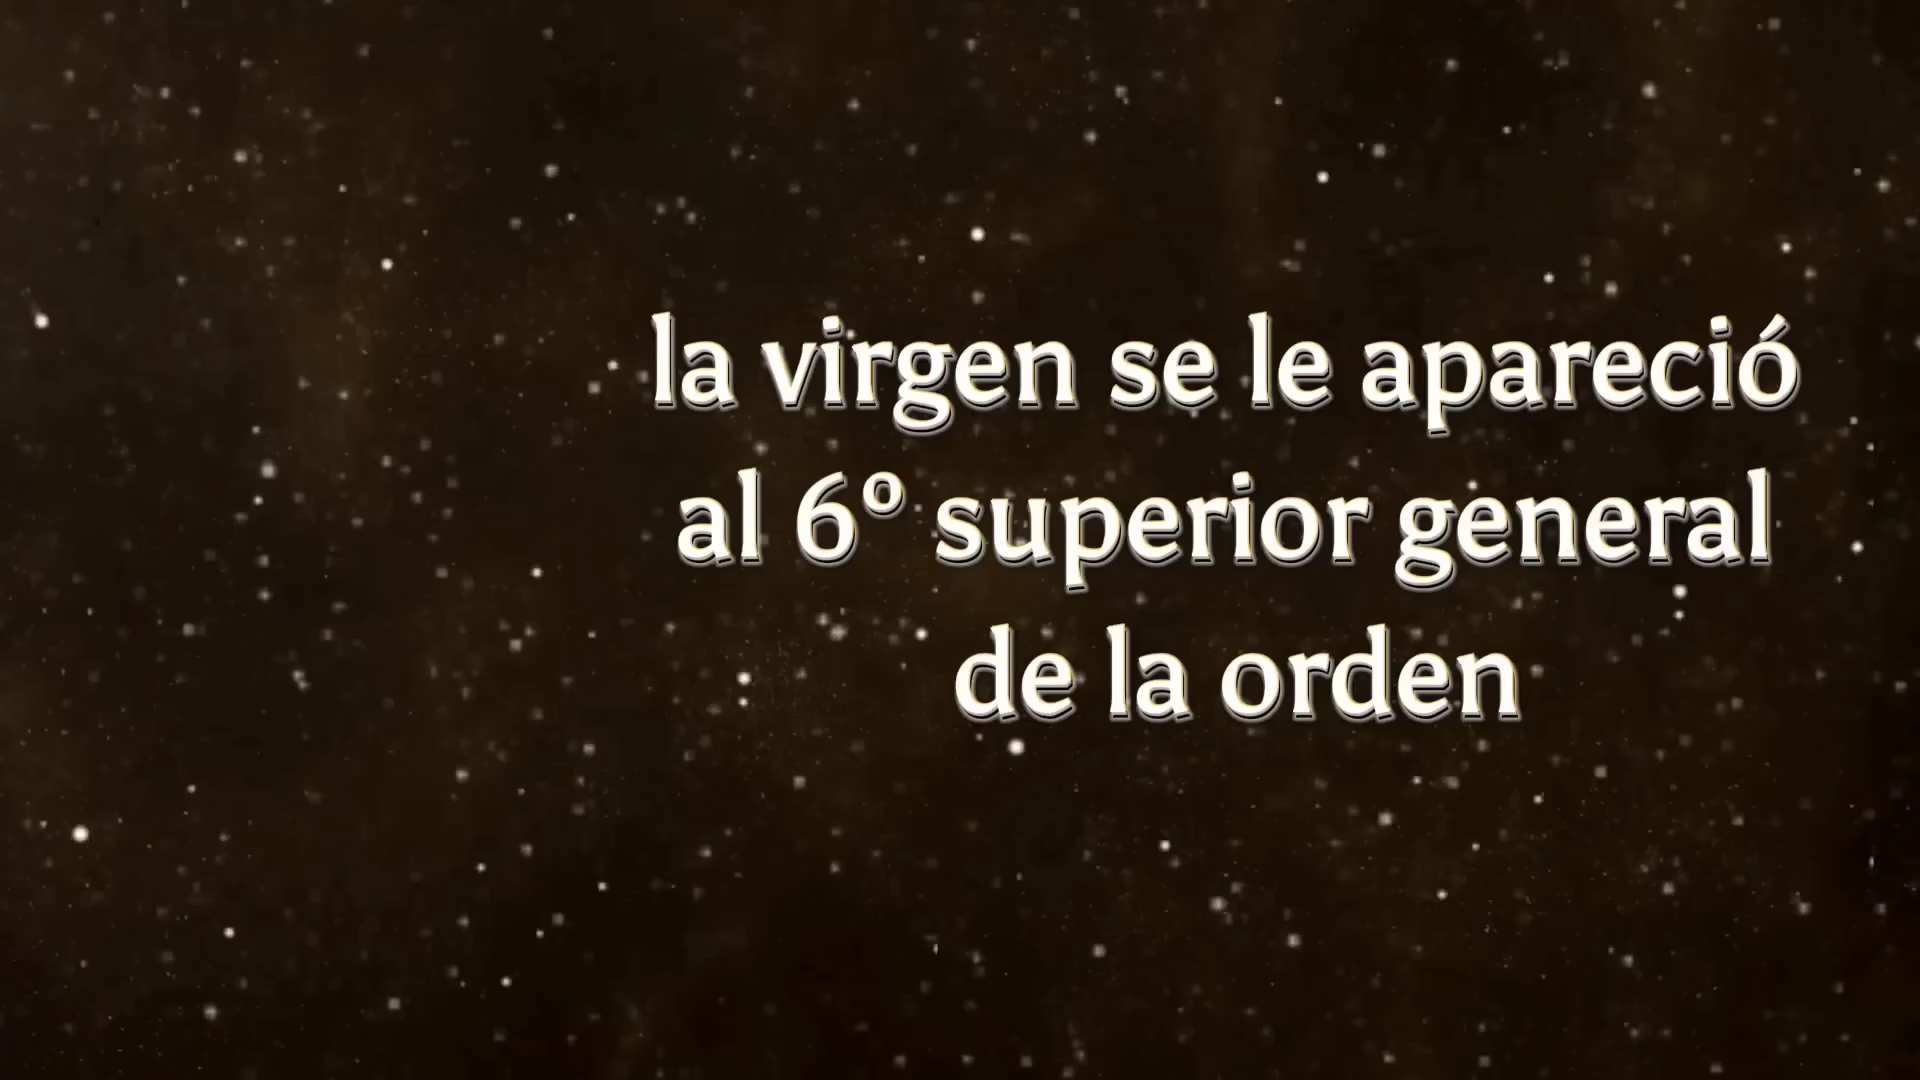 la virgen se le apareció
al 6º superior general
de la orden